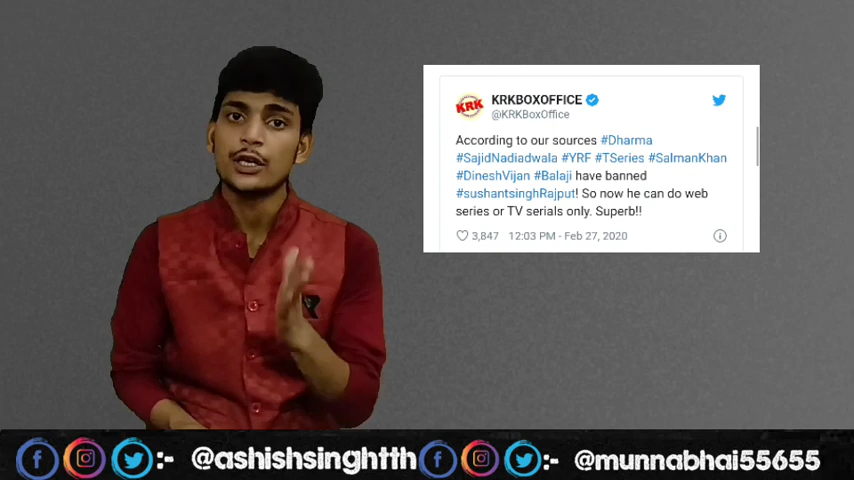 KRK
KRKBOXOFFICE
@KRKBoxOffice
According to our sources #Dharma
#SajidNadiadwala #YRF #TSeries #SalmanKhan
#DineshVijan #Balaji have banned
#sushantsinghRajput! So now he can do web
series or TV serials only. Superb!!
3,847 12:03 PM - Feb 27, 2020
:- @ashishsinghtth :- @munnabhai55655